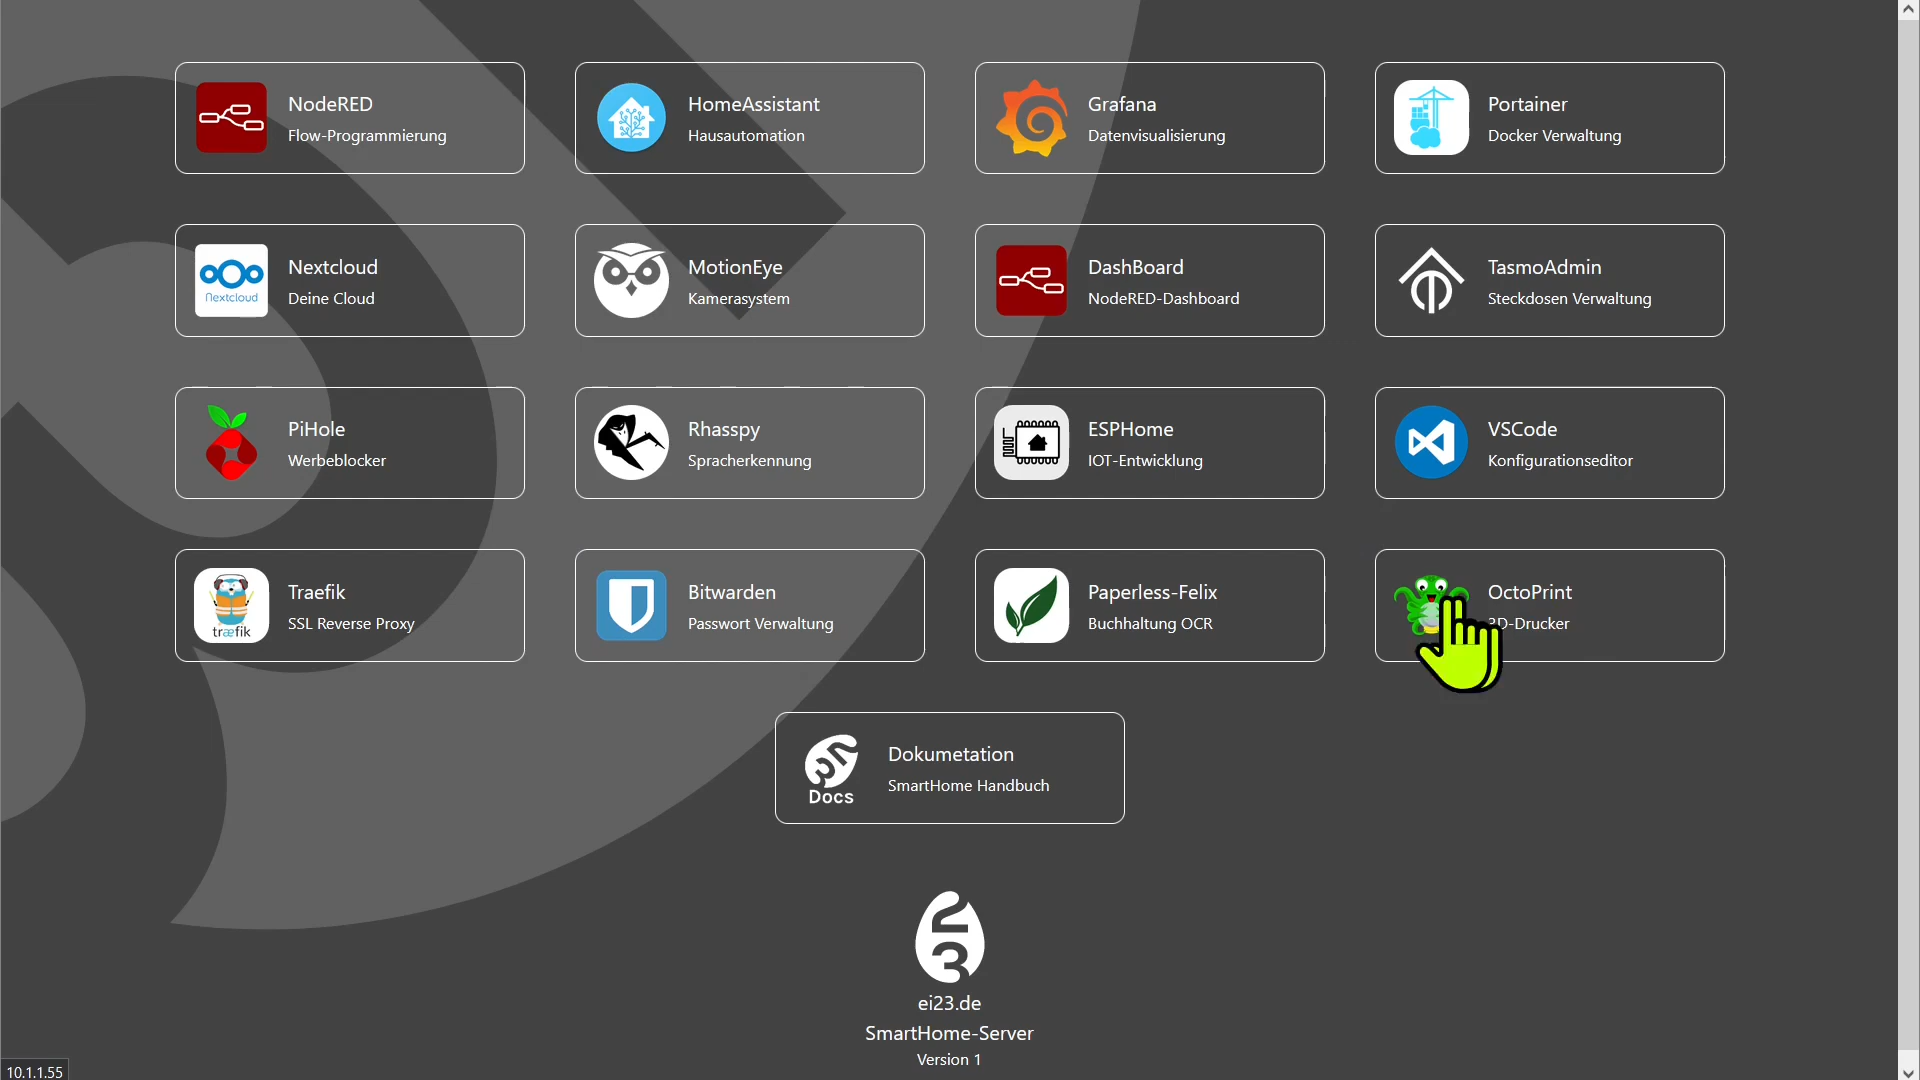 NodeRED
Flow-Programmierung
HomeAssistant
Hausautomation
Grafana
Datenvisualisierung
Portainer
Docker Verwaltung
Nextcloud
Nextcloud
Deine Cloud
MotionEye
Kamerasystem
DashBoard
NodeRED-Dashboard
TasmoAdmin
Steckdosen Verwaltung
PiHole
Werbeblocker
Rhasspy
Spracherkennung
ESPHome
IOT-Entwicklung
VSCode
Konfigurationseditor
træfik
Traefik
SSL Reverse Proxy
Bitwarden
Passwort Verwaltung
Paperless-Felix
Buchhaltung OCR
OctoPrint
3D-Drucker
Docs
Dokumetation
SmartHome Handbuch
23
ei23.de
SmartHome-Server
Version 1
10.1.1.55